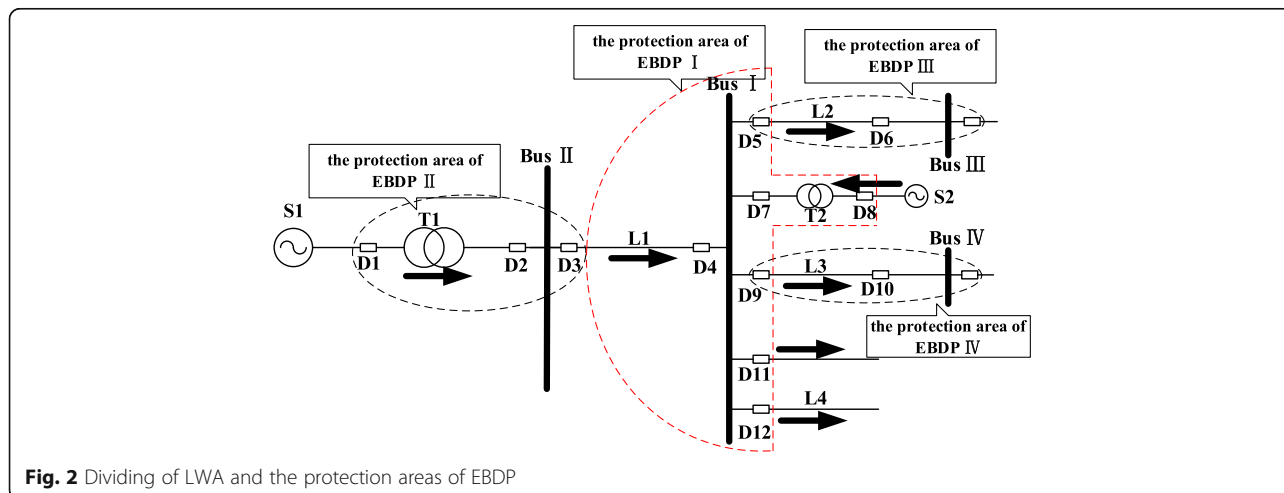 the protection area of
EBDP Ⅰ
the protection area of
EBDP Ⅲ
Bus Ⅰ
L2
D5
D6
Bus Ⅲ
the protection area of
EBDP Ⅱ
Bus Ⅱ
S1
T1
D1
D2
D3
L1
D4
D7
T2
D8
S2
Bus Ⅳ
L3
D9
D10
the protection area of
EBDP Ⅳ
D11
L4
D12
Fig. 2 Dividing of LWA and the protection areas of EBDP